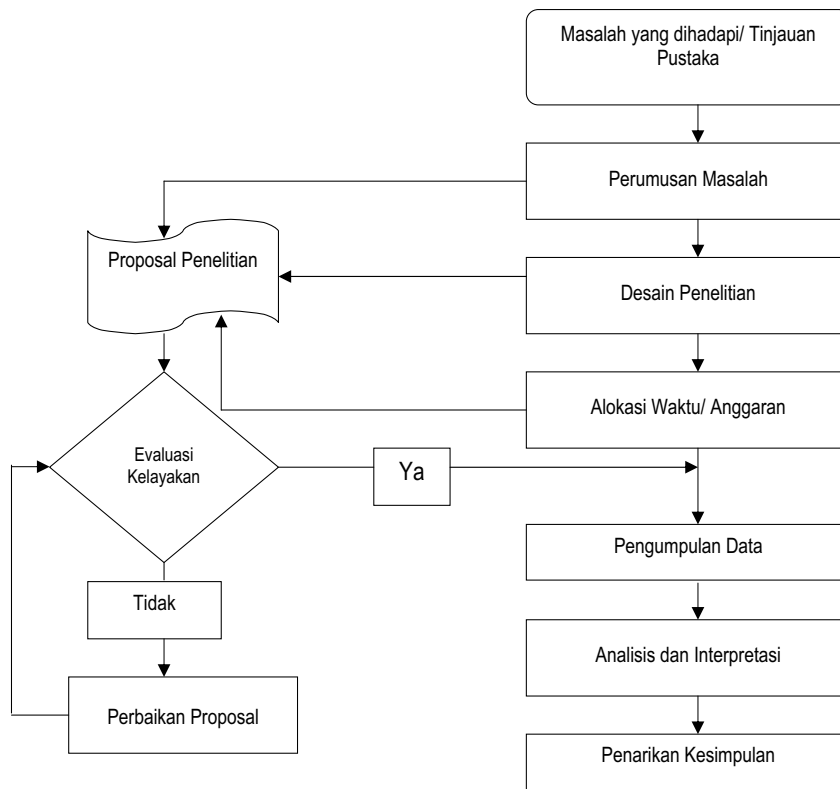 Masalah yang dihadapi/ Tinjauan
Pustaka
Perumusan Masalah
Proposal Penelitian
Desain Penelitian
Alokasi Waktu/ Anggaran
Evaluasi
Kelayakan
Ya
Pengumpulan Data
Tidak
Analisis dan Interpretasi
Perbaikan Proposal
Penarikan Kesimpulan